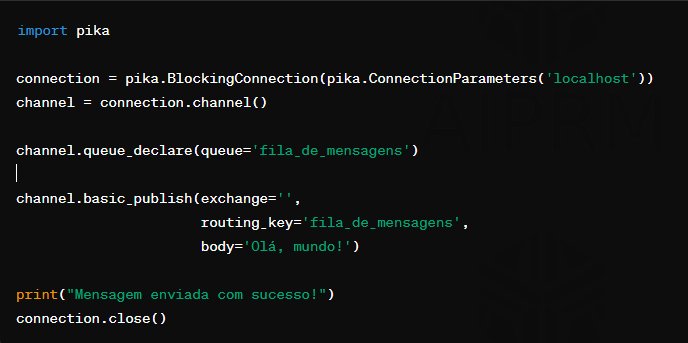 import pika
connection = pika.BlockingConnection(pika.ConnectionParameters('localhost'))
channel = connection.channel()
channel.queue_declare(queue='fila_de_mensagens')
channel.basic_publish(exchange='',
routing_key='fila_de_mensagens',
body='Olá, mundo!')
print("Mensagem enviada com sucesso!")
connection.close()
AIPRM